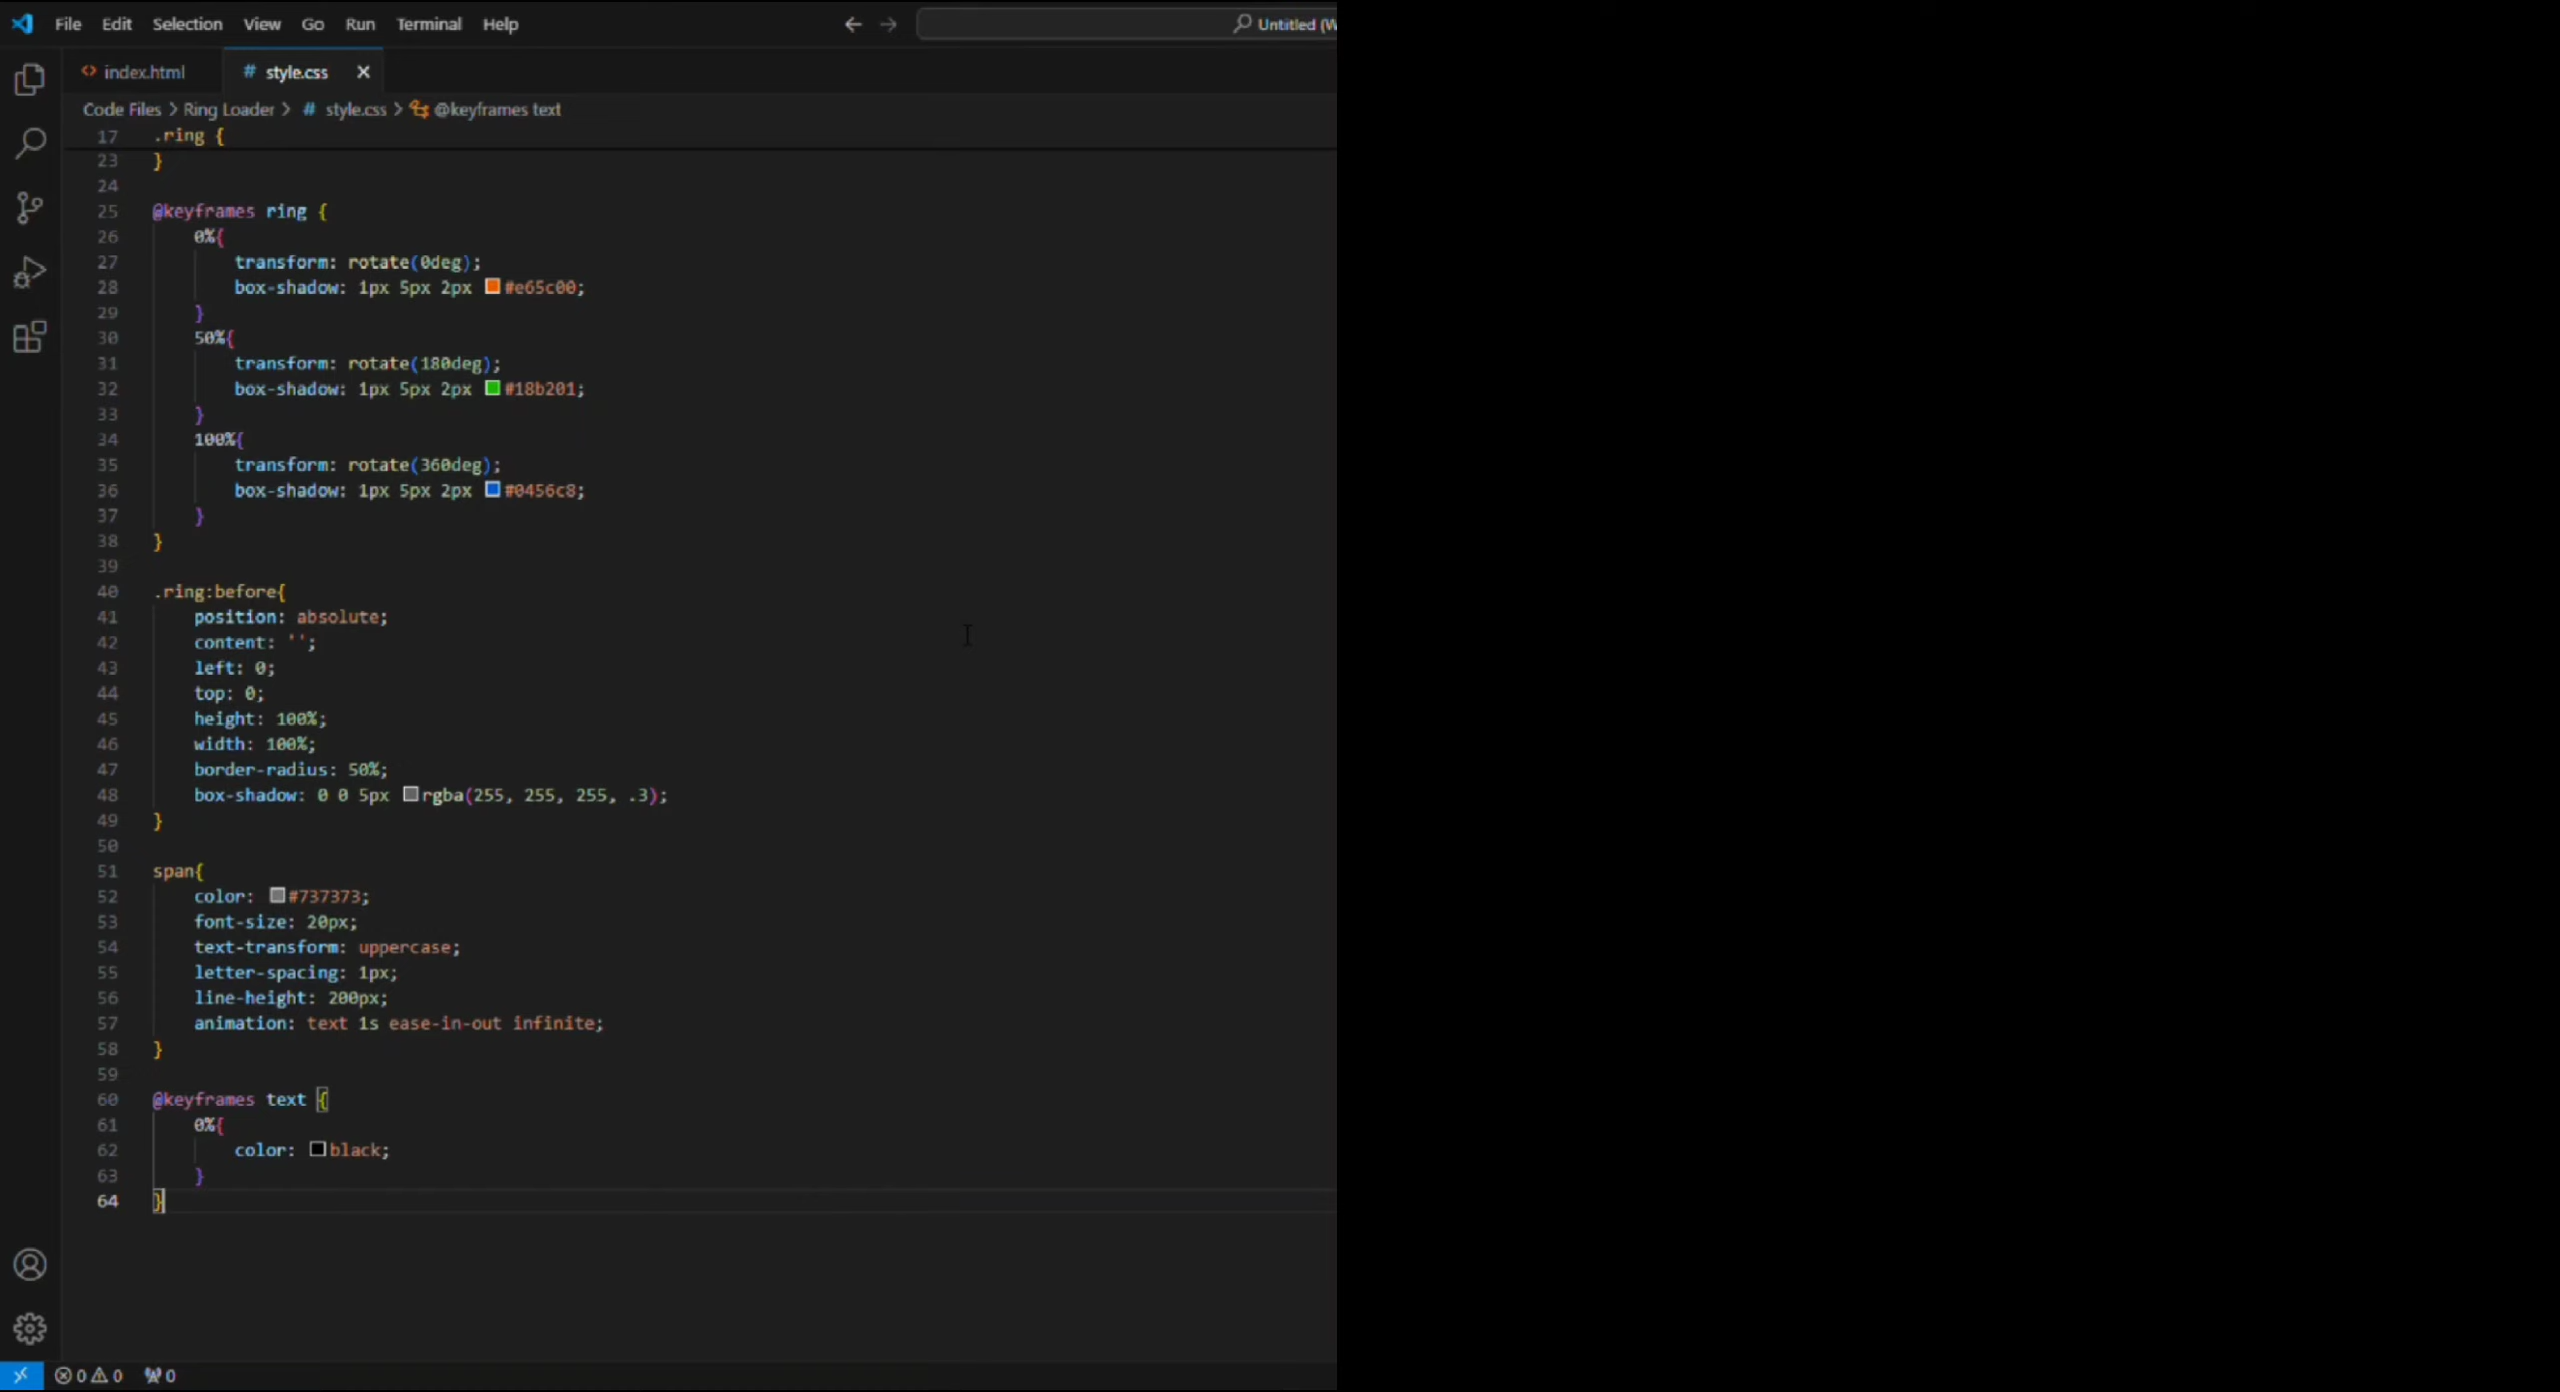 File Edit Selection View Go Run Terminal Help
Untitled (W
index.html
# style.css
Code Files > Ring Loader > # style.css > @keyframes text
17 .ring {
23 }
24
25 @keyframes ring {
26 0%{
27 transform: rotate(0deg);
28 box-shadow: 1px 5px 2px #e65c00;
29 }
30 50%{
31 transform: rotate(180deg);
32 box-shadow: 1px 5px 2px #18b201;
33 }
34 100%{
35 transform: rotate(360deg);
36 box-shadow: 1px 5px 2px #0456c8;
37 }
38 }
39
40 .ring:before{
41 position: absolute;
42 content: '';
43 left: 0;
44 top: 0;
45 height: 100%;
46 width: 100%;
47 border-radius: 50%;
48 box-shadow: 0 0 5px rgba(255, 255, 255, .3);
49 }
50
51 span{
52 color: #737373;
53 font-size: 20px;
54 text-transform: uppercase;
55 letter-spacing: 1px;
56 line-height: 200px;
57 animation: text 1s ease-in-out infinite;
58 }
59
60 @keyframes text {
61 0%{
62 color: black;
63 }
64 }
0 0 0